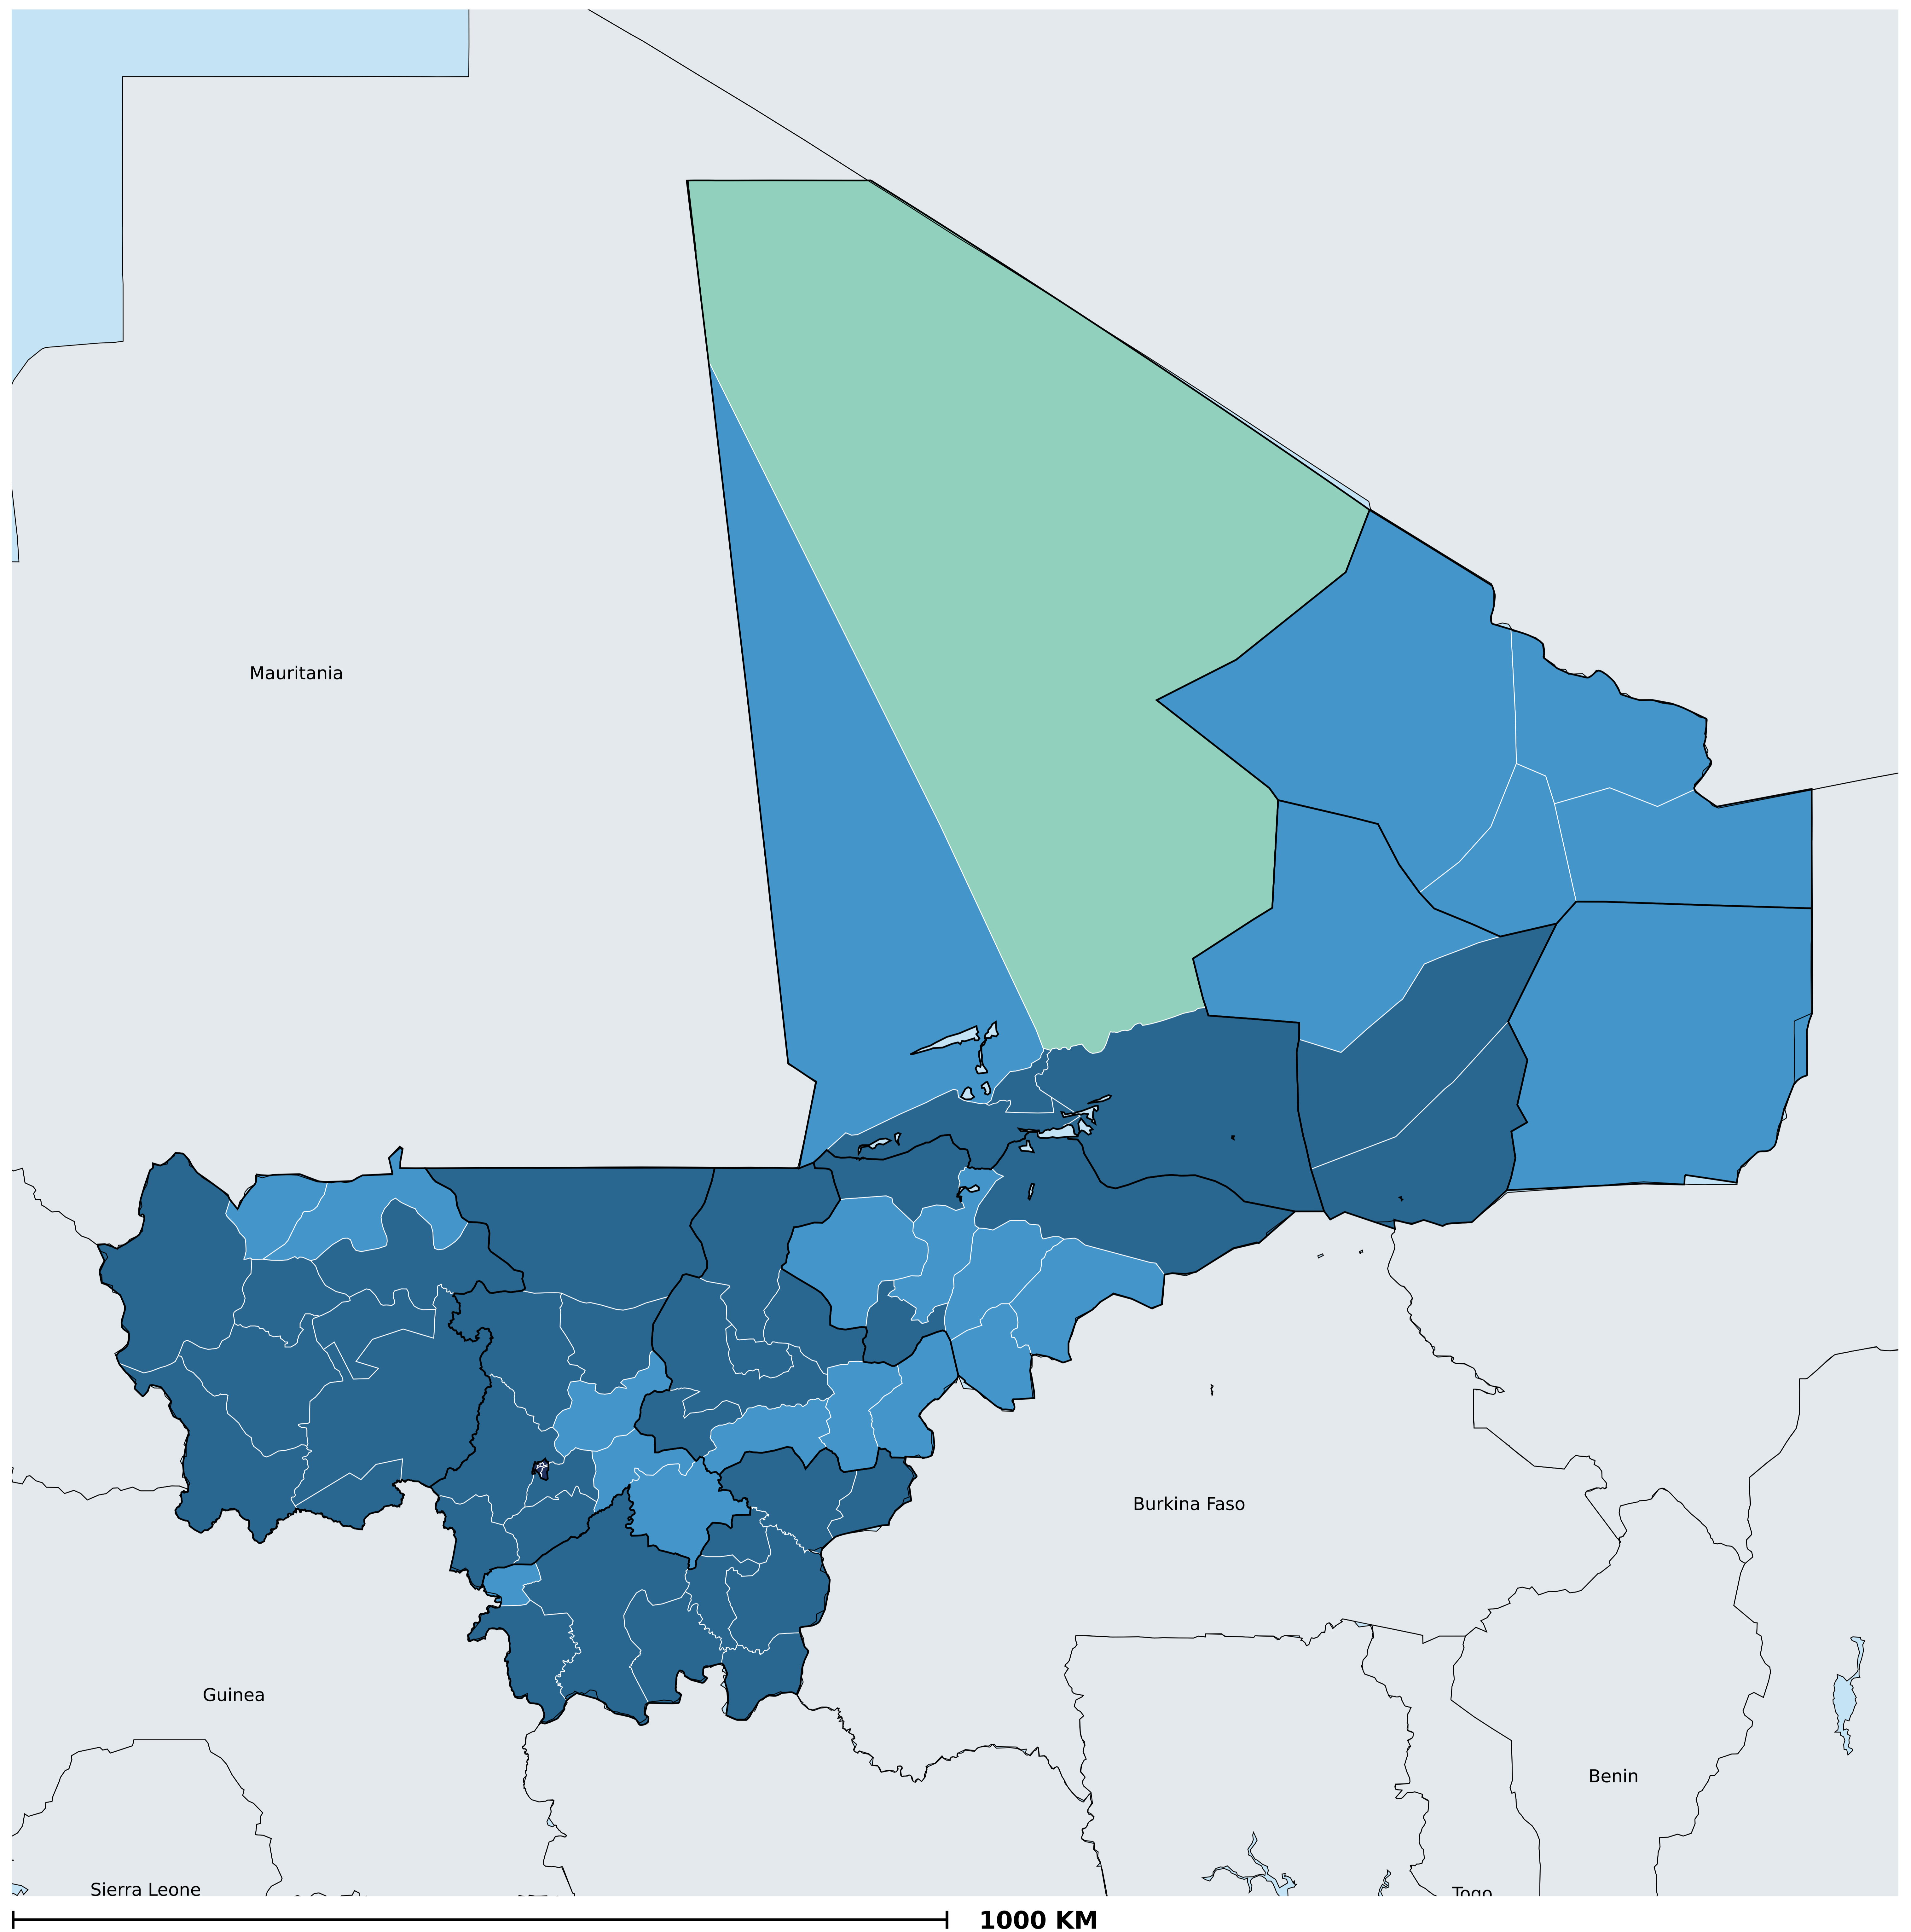 Mauritania
Burkina Faso
Guinea
Benin
Sierra Leone
Togo
1000 KM